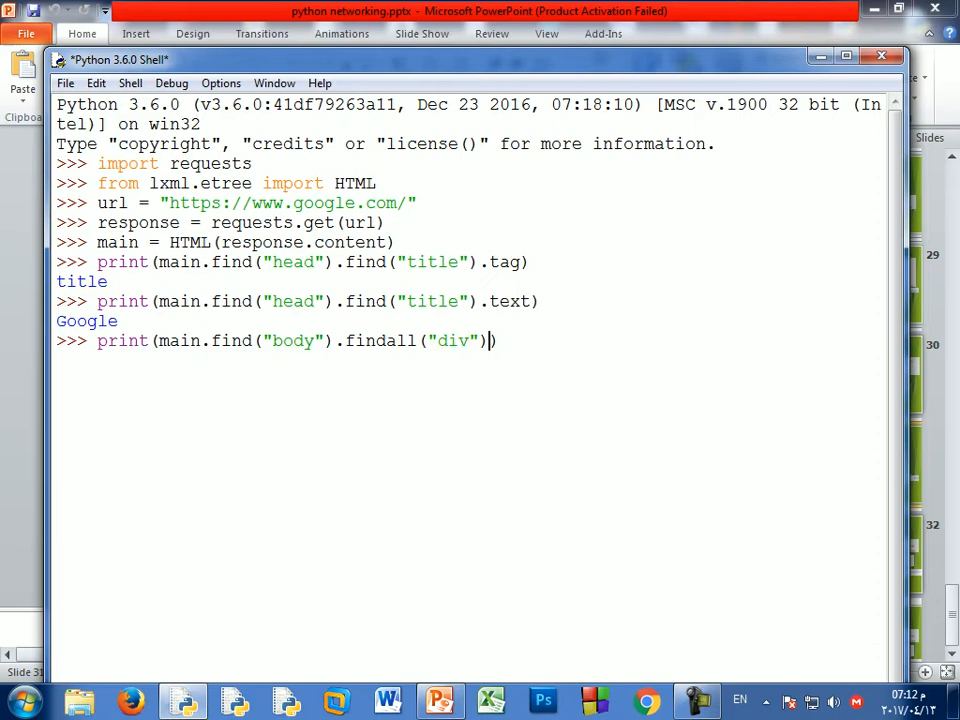 python networking.pptx - Microsoft PowerPoint (Product Activation Failed)
File Home Insert Design Transitions Animations Slide Show Review View Add-Ins
*Python 3.6.0 Shell*
Paste
File Edit Shell Debug Options Window Help
Python 3.6.0 (v3.6.0:41df79263a11, Dec 23 2016, 07:18:10) [MSC v.1900 32 bit (In
tel)] on win32
Type "copyright", "credits" or "license()" for more information.
>>> import requests
>>> from lxml.etree import HTML
>>> url = "https://www.google.com/"
>>> response = requests.get(url)
>>> main = HTML(response.content)
>>> print(main.find("head").find("title").tag)
title
>>> print(main.find("head").find("title").text)
Google
>>> print(main.find("body").findall("div"))
Clipboa
Slides
29
30
32
Slide 31
EN
07:12 م
٢٠١٧/٠٤/١٣